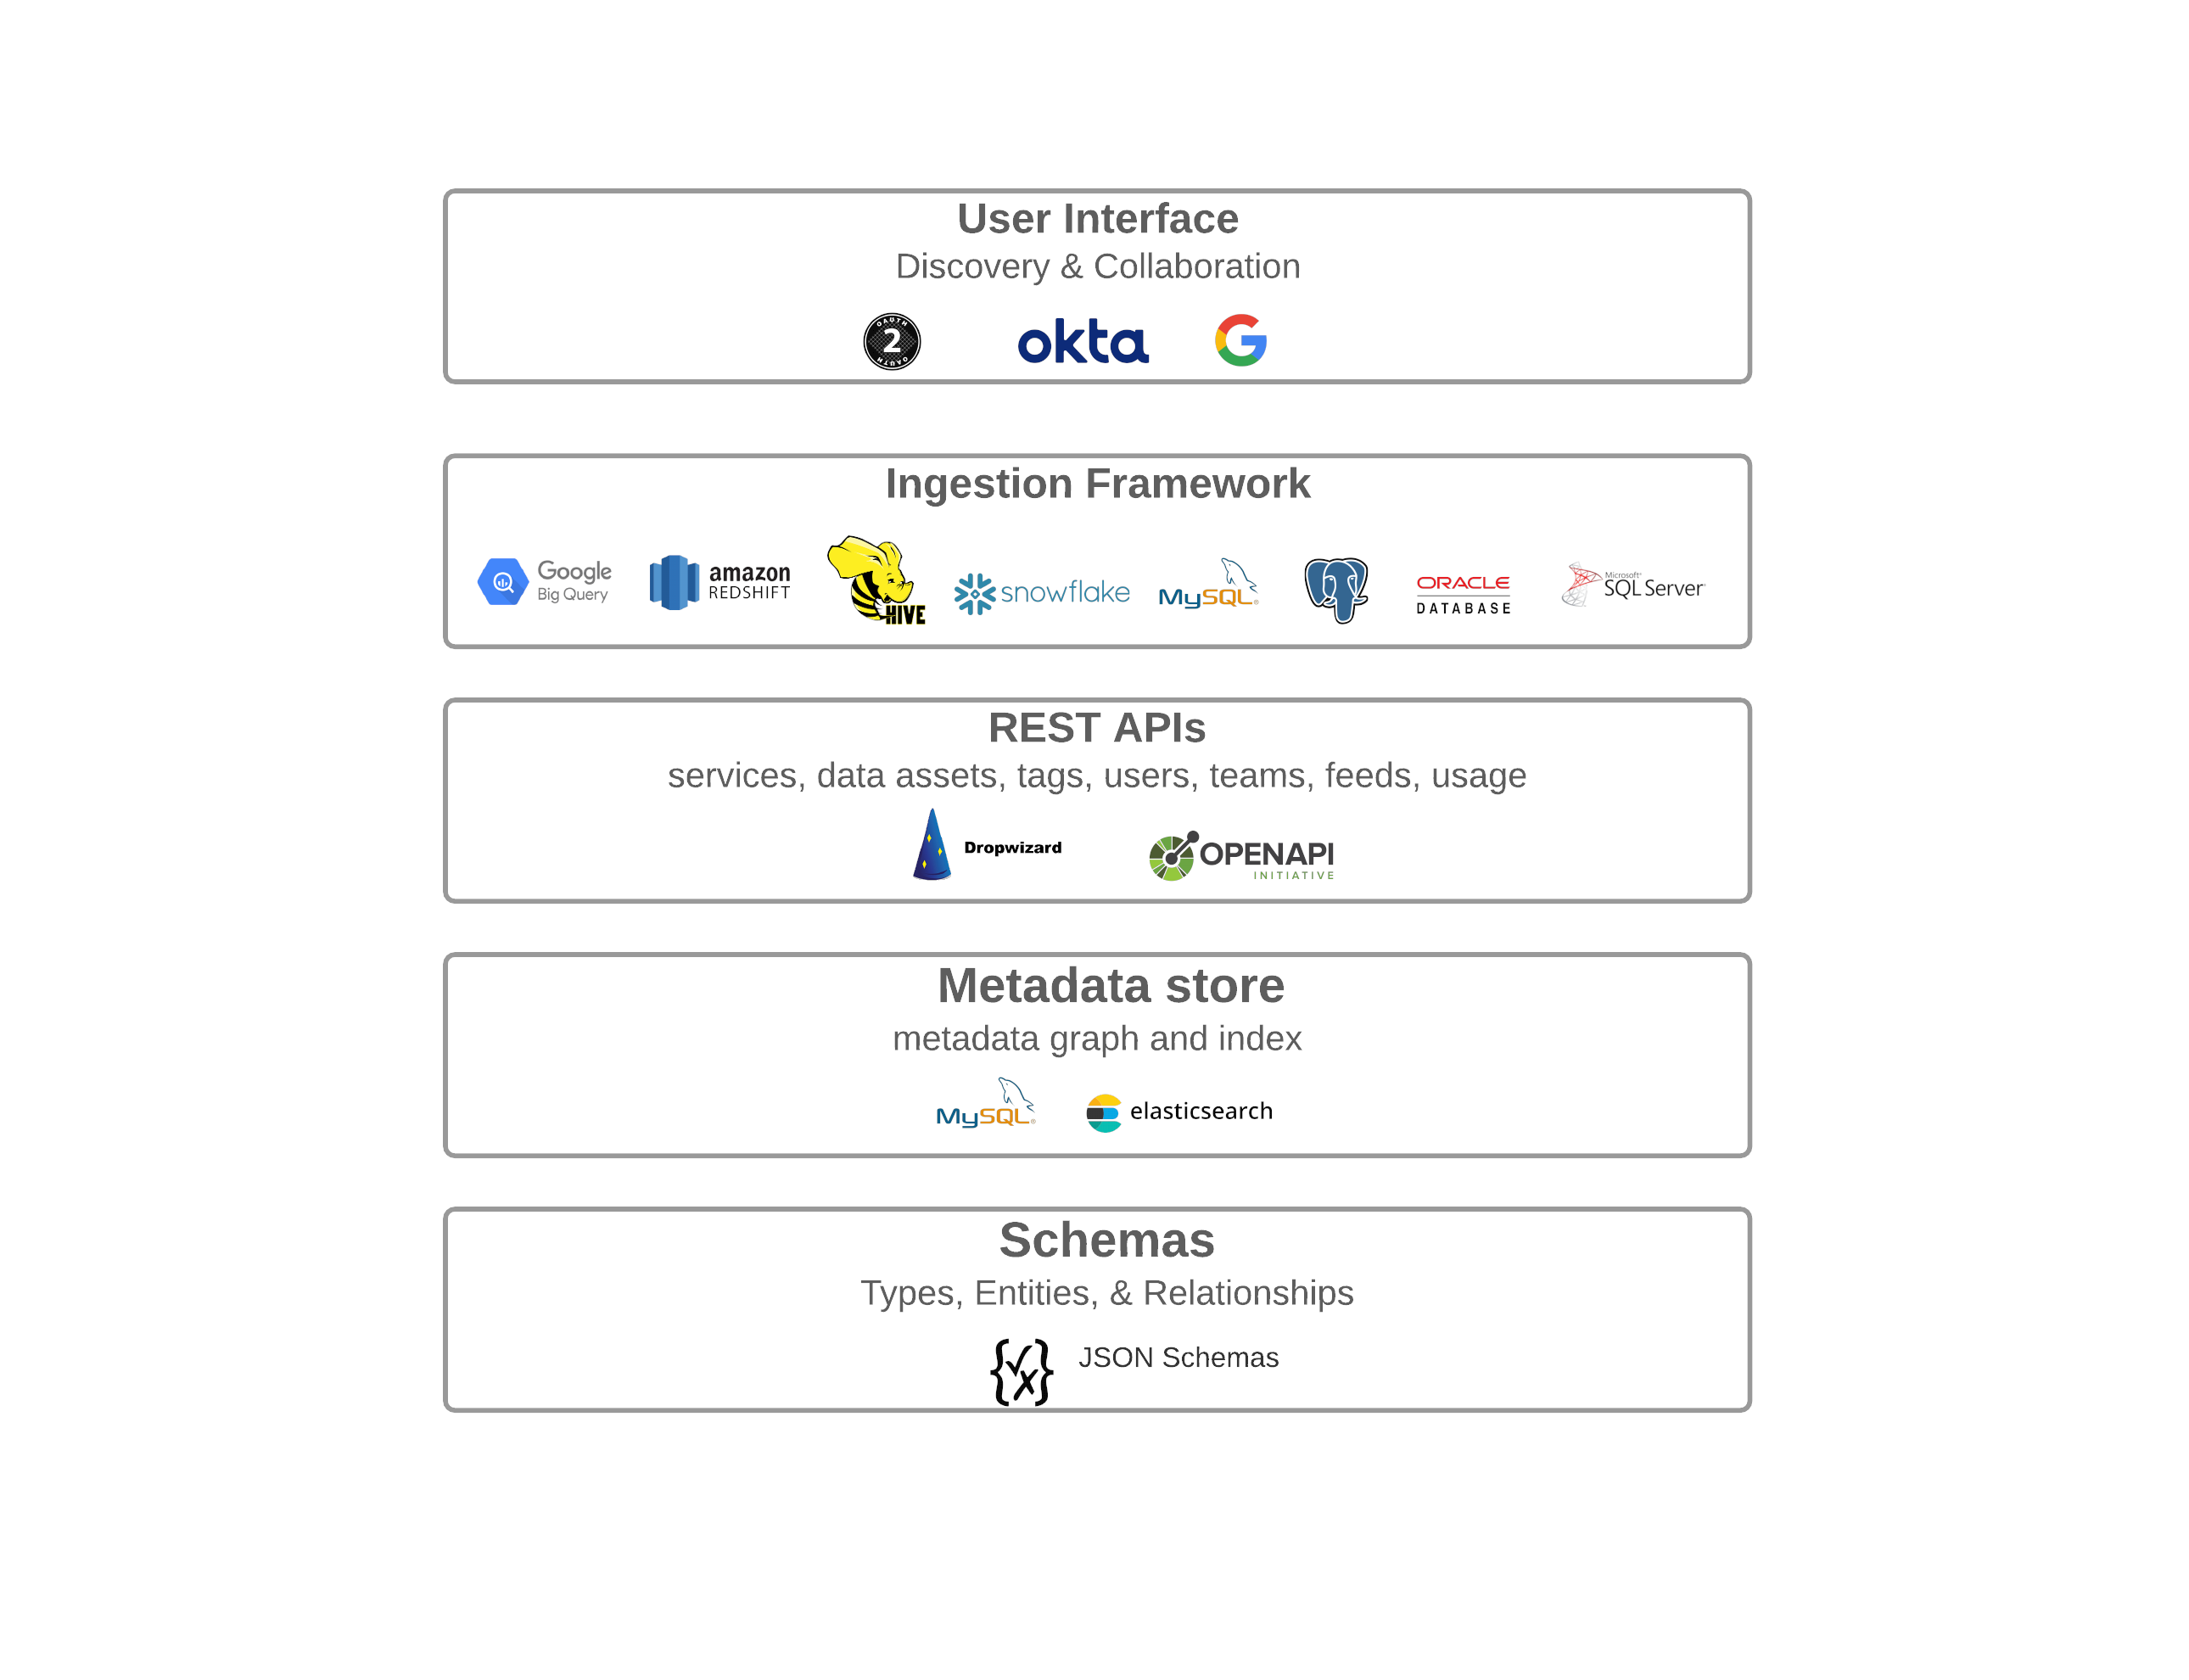 User Interface
Discovery & Collaboration
OAUTH
2
OAUTH
okta
Ingestion Framework
Google
Big Query
amazon
REDSHIFT
HIVE
snowflake
MySQL®
ORACLE
DATABASE
Microsoft®
SQL Server
REST APIs
services, data assets, tags, users, teams, feeds, usage
Dropwizard
OPENAPI
INITIATIVE
Metadata store
metadata graph and index
MySQL®
elasticsearch
Schemas
Types, Entities, & Relationships
JSON Schemas